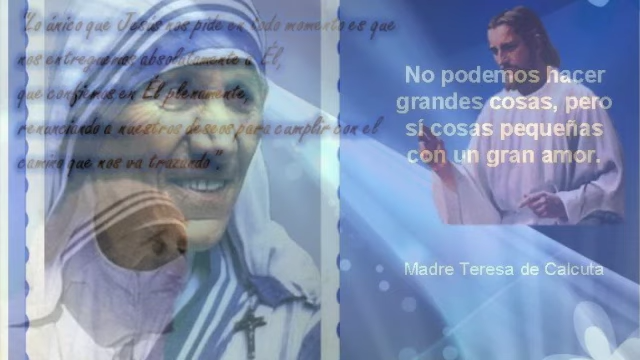 "Lo único que Jesús nos pide en todo momento es que
nos entreguemos absolutamente a Él,
que confiemos en Él plenamente,
renunciando a nuestros deseos para cumplir con el
camino que nos va trazando".
No podemos hacer
grandes cosas, pero
sí cosas pequeñas
con un gran amor.
Madre Teresa de Calcuta